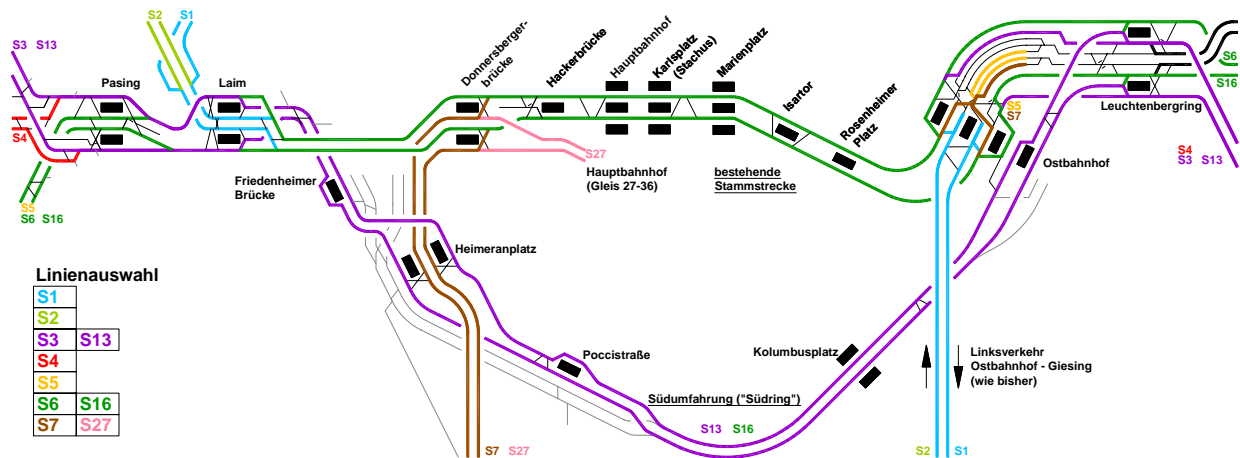 S2
S1
S3 S13
Pasing
Laim
Donnersberger-
brücke
Hackerbrücke
Hauptbahnhof
Karlsplatz
(Stachus)
Marienplatz
Isartor
Rosenheimer
Platz
S4
S5
S6 S16
Friedenheimer
Brücke
S27
Hauptbahnhof
(Gleis 27-36)
bestehende
Stammstrecke
S5
S7
Ostbahnhof
Leuchtenbergring
S6
S16
S4
S3 S13
Heimeranplatz
Linienauswahl
S1
S2
S3 S13
S4
S5
S6 S16
S7 S27
Poccistraße
Kolumbusplatz
Linksverkehr
Ostbahnhof - Giesing
(wie bisher)
Südumfahrung ("Südring")
S13 S16
S7 S27
S2
S1